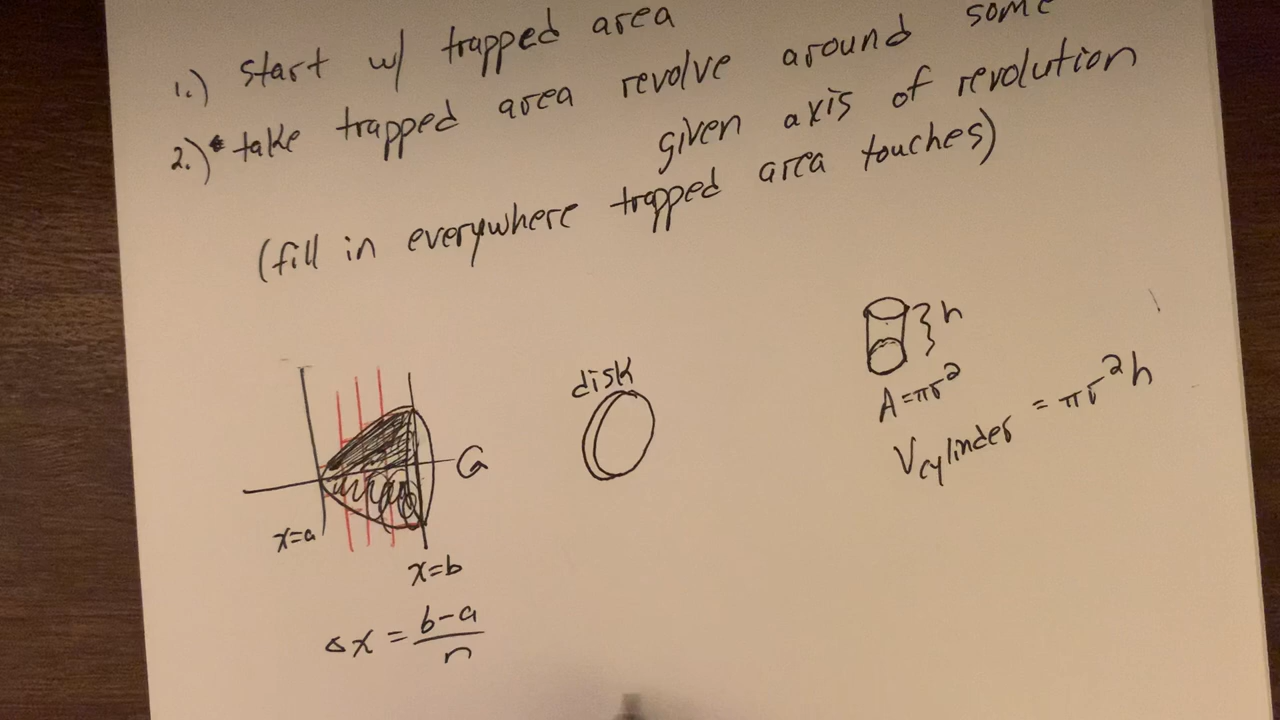 1.) start w/ trapped area
2.) * take trapped area revolve around some
given axis of revolution
(fill in everywhere trapped area touches)
disk
h
A=πr²
V cylinder = πr²h
x=a
x=b
Δx = b-a / n